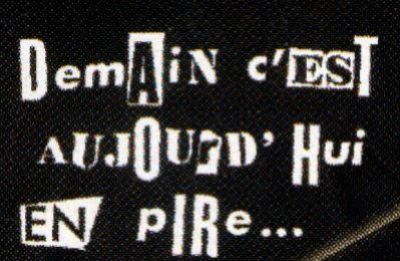 DemAiN c'EST
AUJOUrD' Hui
EN pIRe...